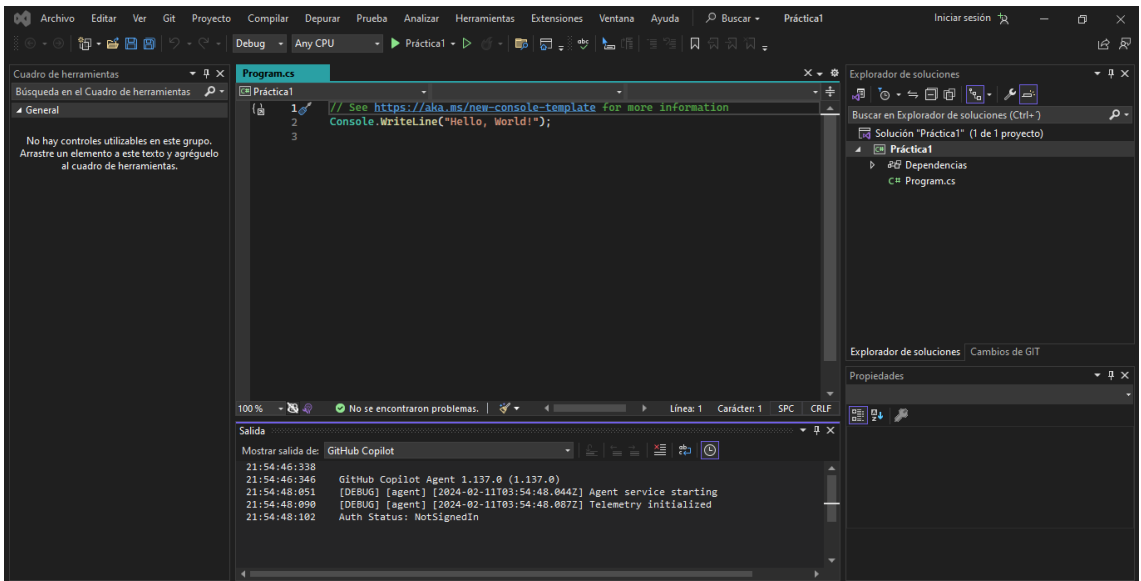 Archivo Editar Ver Git Proyecto Compilar Depurar Prueba Analizar Herramientas Extensiones Ventana Ayuda Buscar Práctica1 Iniciar sesión
Debug Any CPU Práctica1
Cuadro de herramientas
Búsqueda en el Cuadro de herramientas
General
No hay controles utilizables en este grupo.
Arrastre un elemento a este texto y agréguelo
al cuadro de herramientas.
Program.cs
C# Práctica1
1 // See https://aka.ms/new-console-template for more information
2 Console.WriteLine("Hello, World!");
3
100 % No se encontraron problemas. Línea: 1 Carácter: 1 SPC CRLF
Salida
Mostrar salida de: GitHub Copilot
21:54:46:338
21:54:46:346 GitHub Copilot Agent 1.137.0 (1.137.0)
21:54:48:051 [DEBUG] [agent] [2024-02-11T03:54:48.044Z] Agent service starting
21:54:48:090 [DEBUG] [agent] [2024-02-11T03:54:48.087Z] Telemetry initialized
21:54:48:102 Auth Status: NotSignedIn
Explorador de soluciones
Buscar en Explorador de soluciones (Ctrl+´)
Solución "Práctica1" (1 de 1 proyecto)
C# Práctica1
Dependencias
C# Program.cs
Explorador de soluciones Cambios de GIT
Propiedades